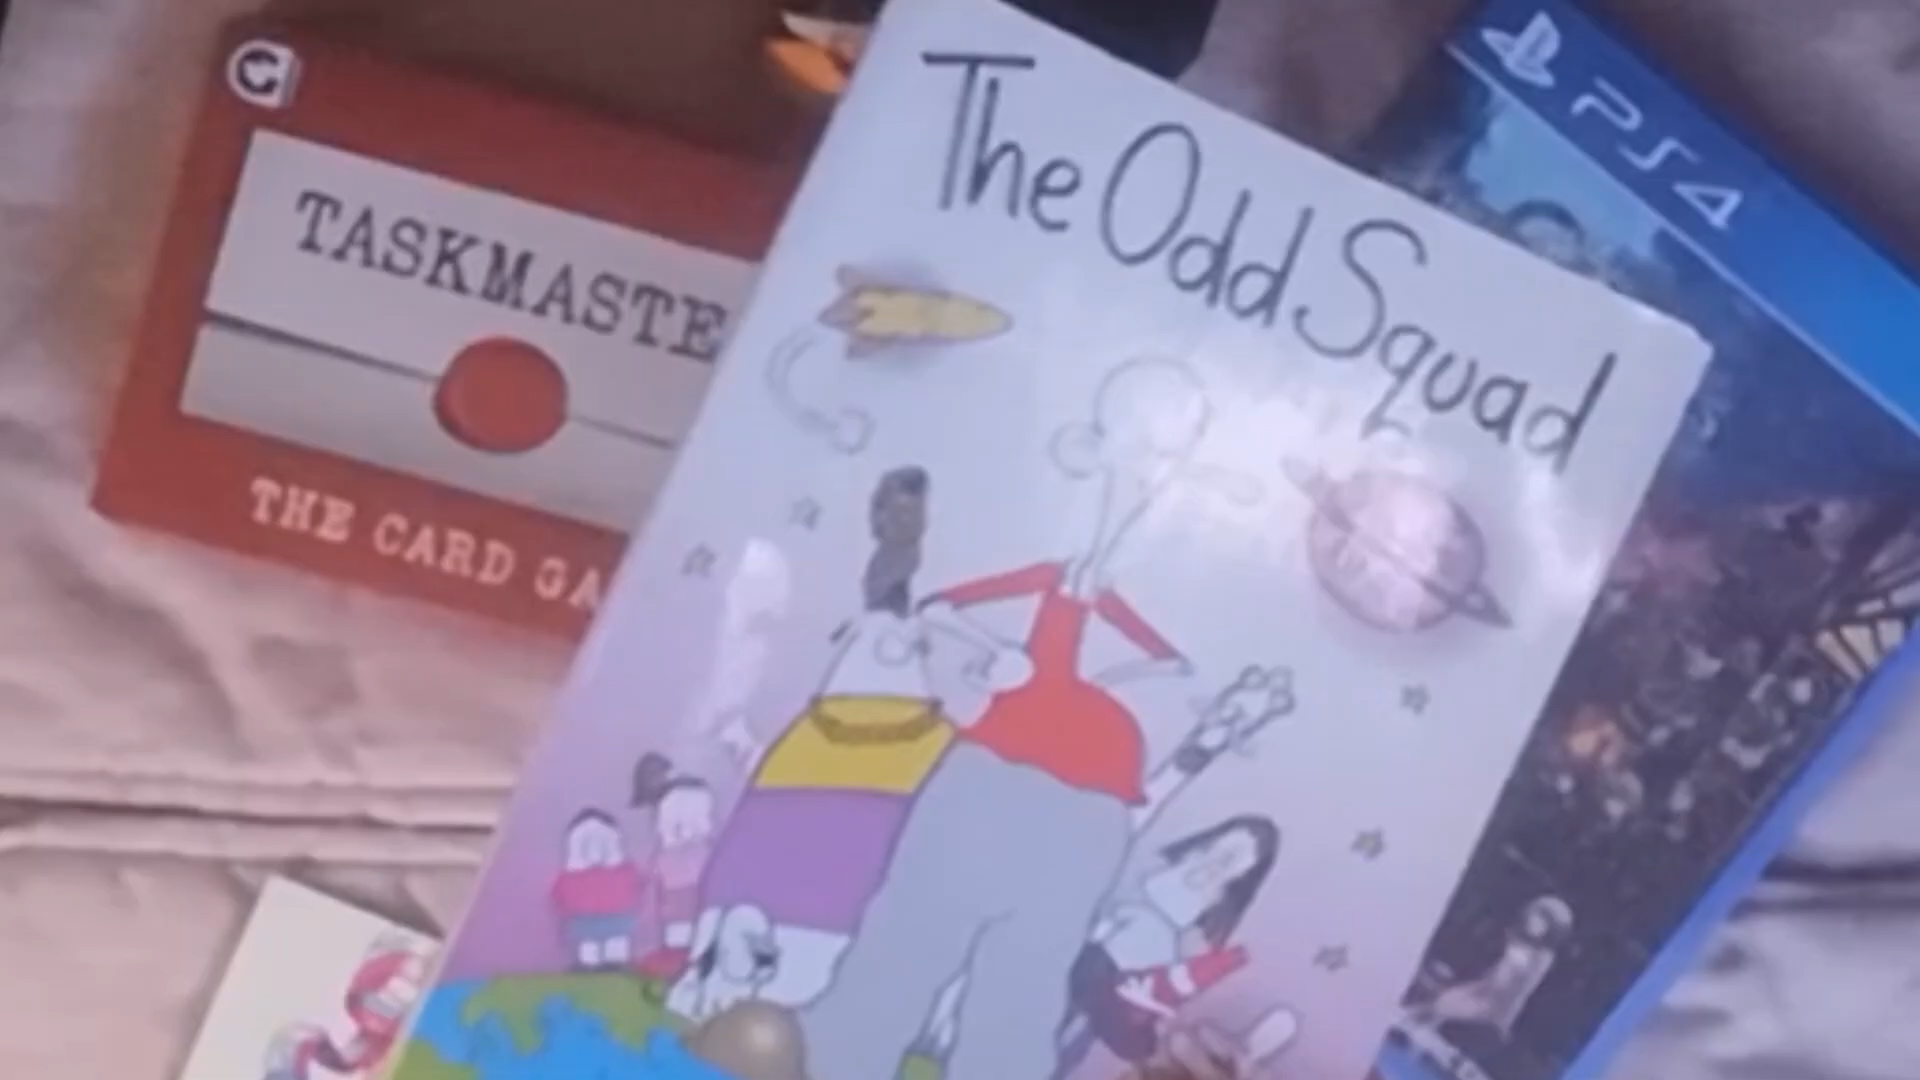 TASKMASTE
THE CARD GA
The Odd Squad
PS4